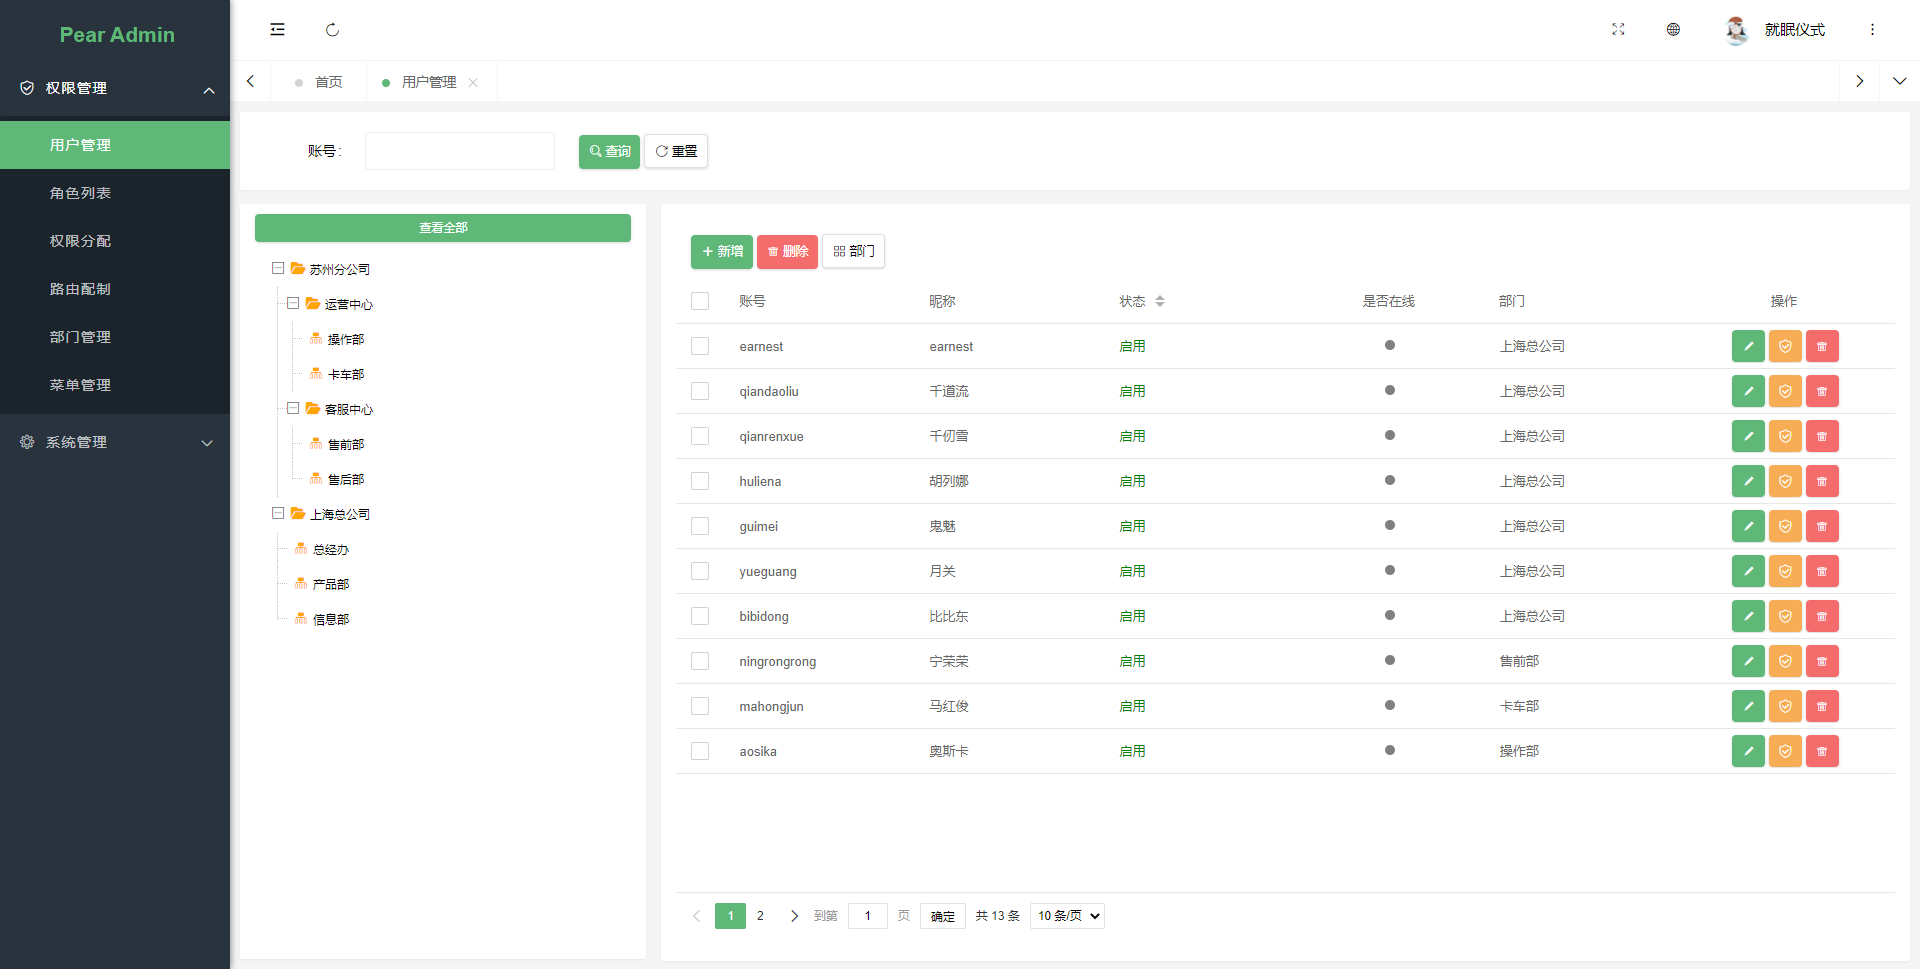 Pear Admin
就眠仪式
权限管理
用户管理
角色列表
权限分配
路由配制
部门管理
菜单管理
系统管理
首页
用户管理
账号:
查询
重置
查看全部
苏州分公司
运营中心
操作部
卡车部
客服中心
售前部
售后部
上海总公司
总经办
产品部
信息部
新增 删除 部门
账号 昵称 状态 是否在线 部门 操作
earnest earnest 启用 上海总公司
qiandaoliu 千道流 启用 上海总公司
qianrenxue 千仞雪 启用 上海总公司
huliena 胡列娜 启用 上海总公司
guimei 鬼魅 启用 上海总公司
yueguang 月关 启用 上海总公司
bibidong 比比东 启用 上海总公司
ningrongrong 宁荣荣 启用 售前部
mahongjun 马红俊 启用 卡车部
aosika 奥斯卡 启用 操作部
1 2 到第 1 页 确定 共 13 条 10 条/页